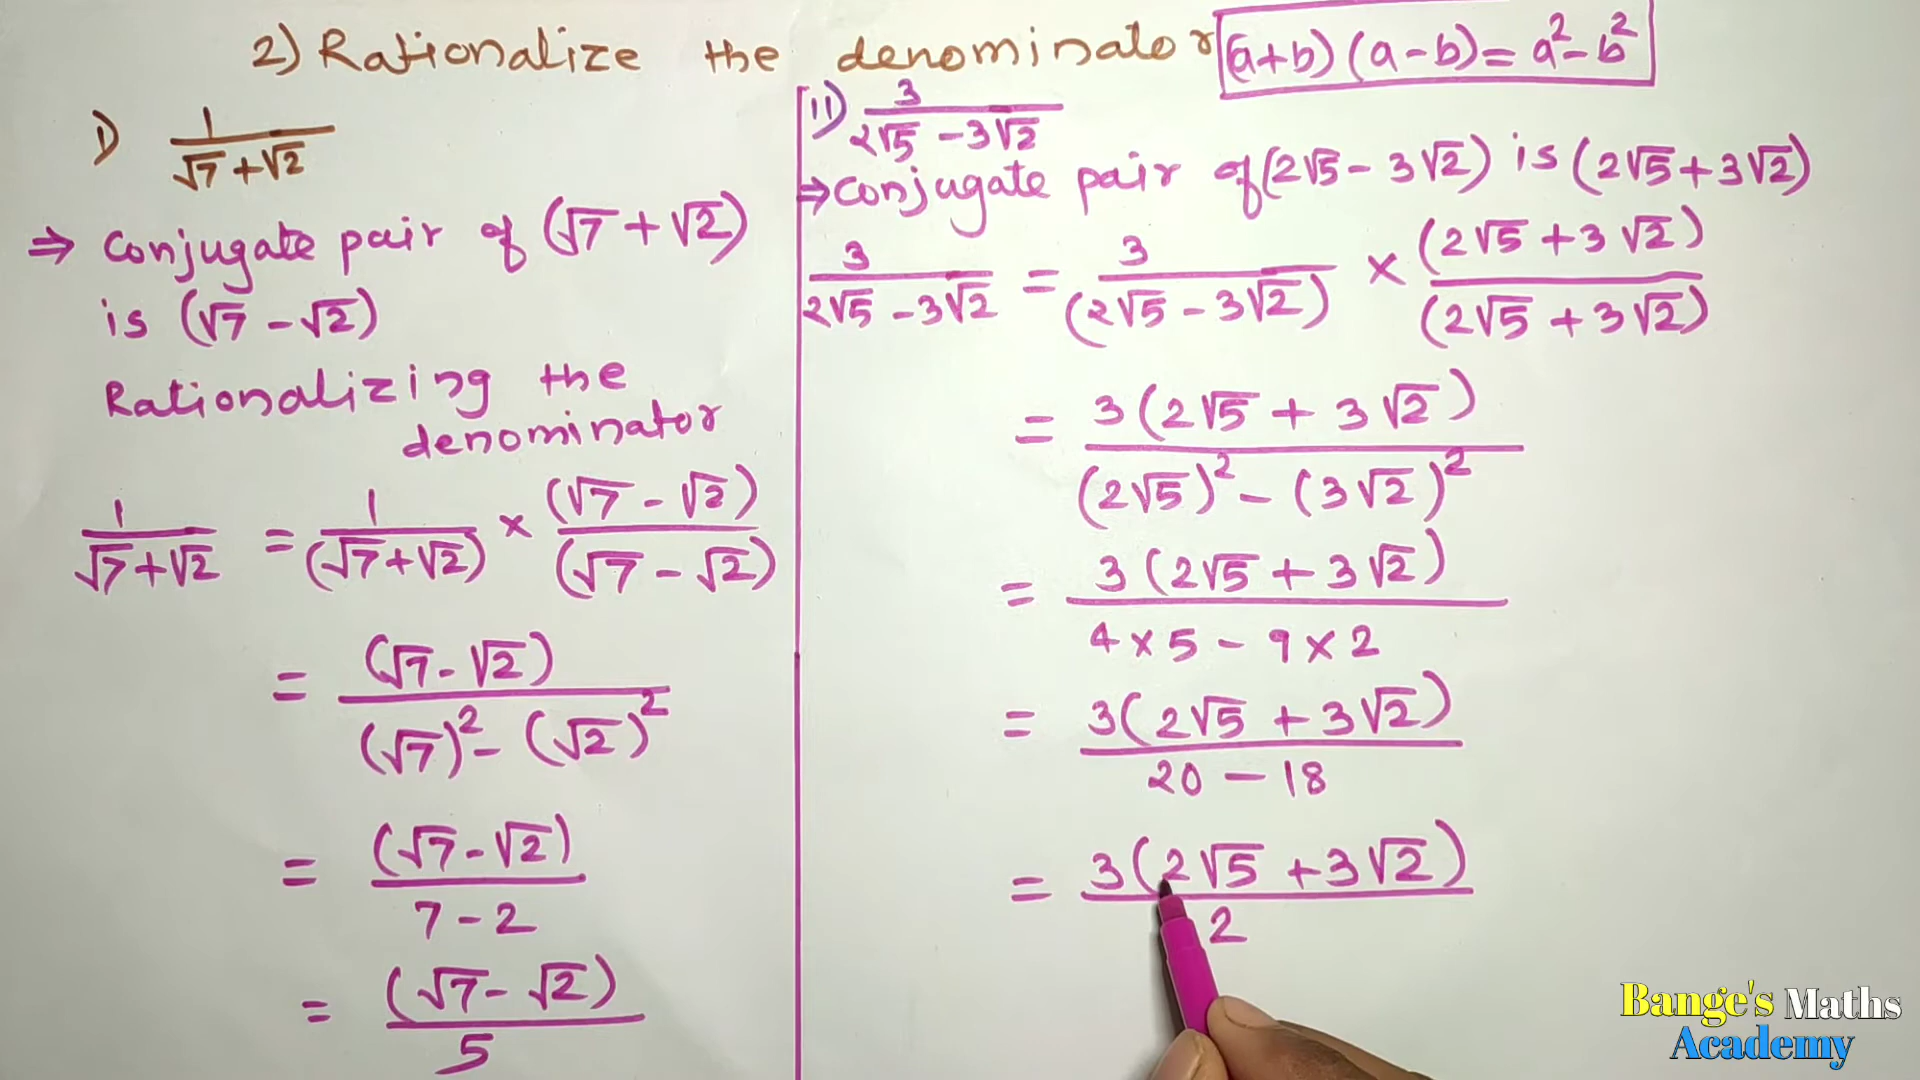 2) Rationalize the denominator
(a+b) (a-b) = a² - b²
i) 1/(√7+√2)
⇒ Conjugate pair of (√7 + √2)
is (√7 - √2)
Rationalizing the
denominator
1/(√7+√2) = 1/(√7+√2) × (√7 - √2)/(√7 - √2)
= (√7 - √2)/((√7)² - (√2)²)
= (√7 - √2)/(7 - 2)
= (√7 - √2)/5
ii) 3/(2√5 - 3√2)
⇒ Conjugate pair of (2√5 - 3√2) is (2√5 + 3√2)
3/(2√5 - 3√2) = 3/(2√5 - 3√2) × (2√5 + 3√2)/(2√5 + 3√2)
= 3(2√5 + 3√2)/((2√5)² - (3√2)²)
= 3(2√5 + 3√2)/(4 × 5 - 9 × 2)
= 3(2√5 + 3√2)/(20 - 18)
= 3(2√5 + 3√2)/2
Bange's Maths
Academy